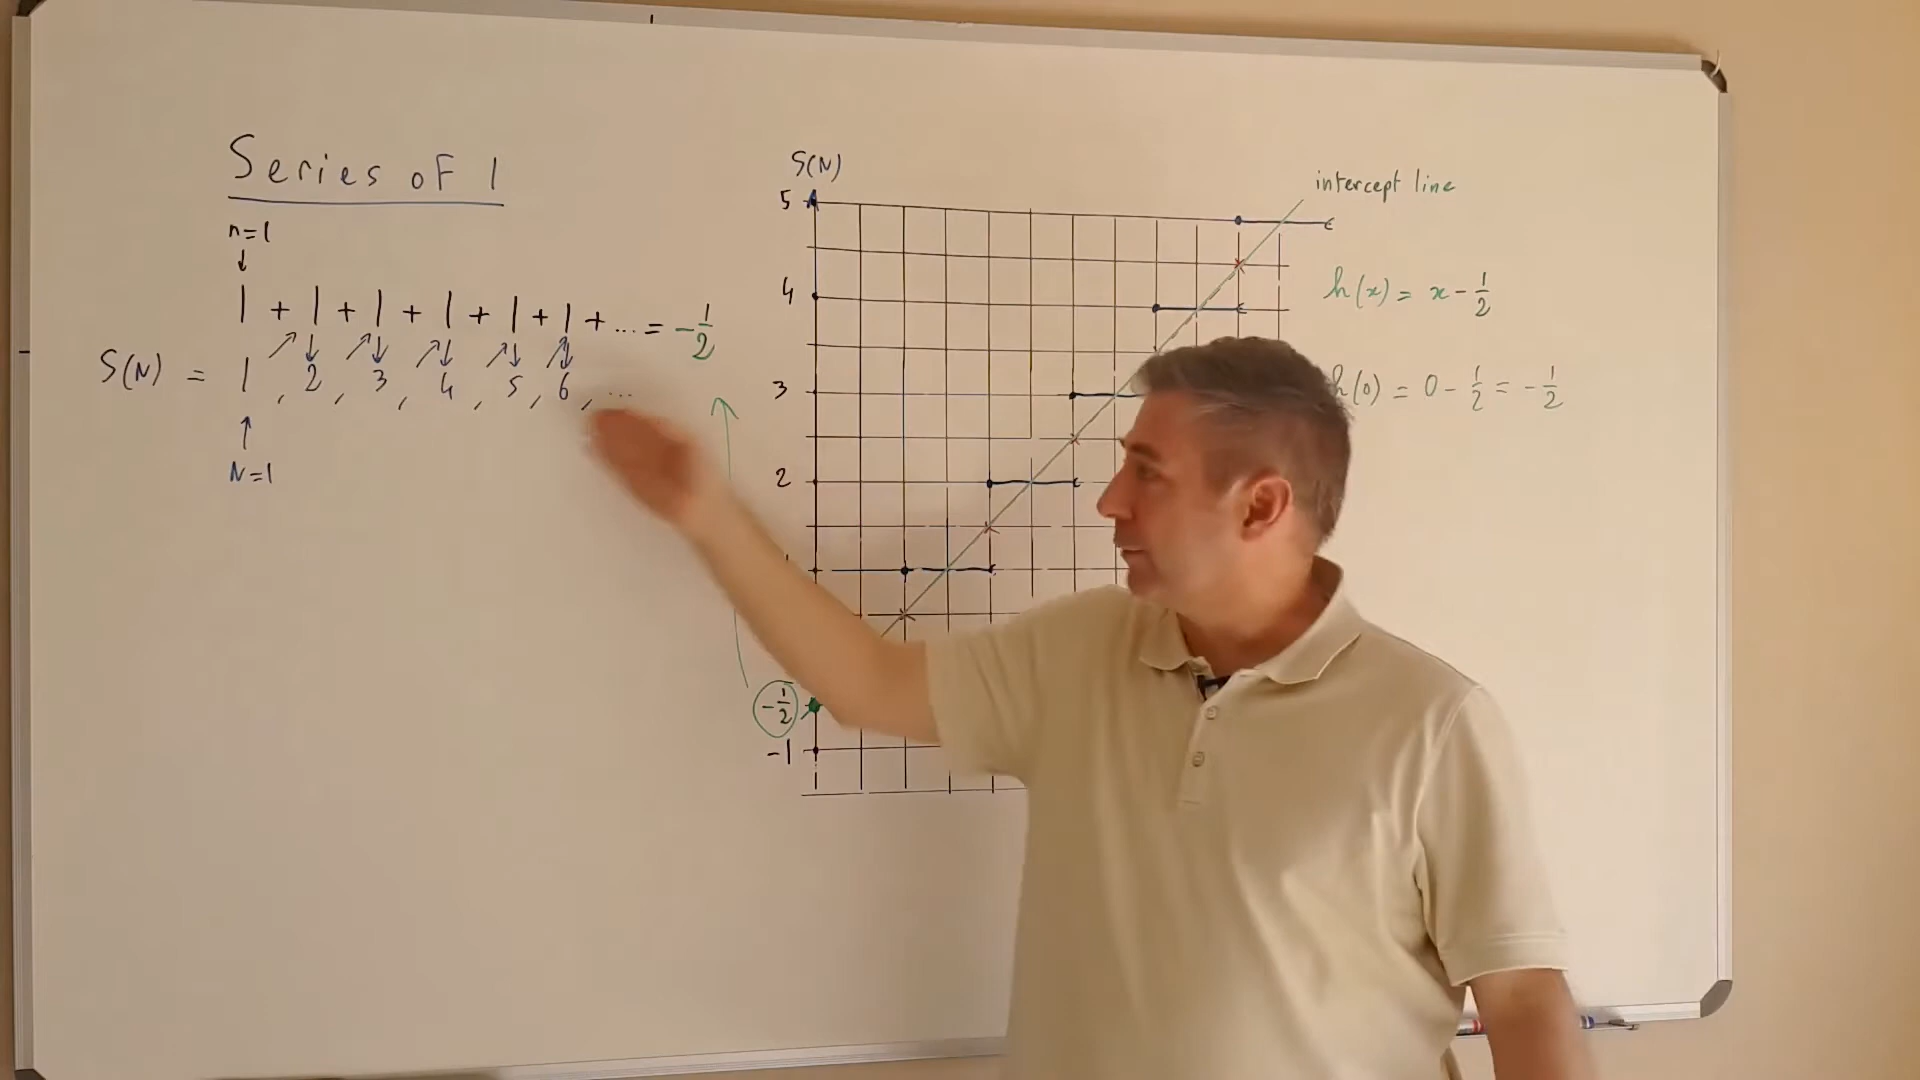 Series of 1
n=1
↓
1 + 1 + 1 + 1 + 1 + 1 + ... = -1/2
S(N) = 1, 2, 3, 4, 5, 6, ...
↑
N=1
S(N)
5
4
3
2
-1/2
-1
intercept line
h(x) = x - 1/2
h(0) = 0 - 1/2 = -1/2